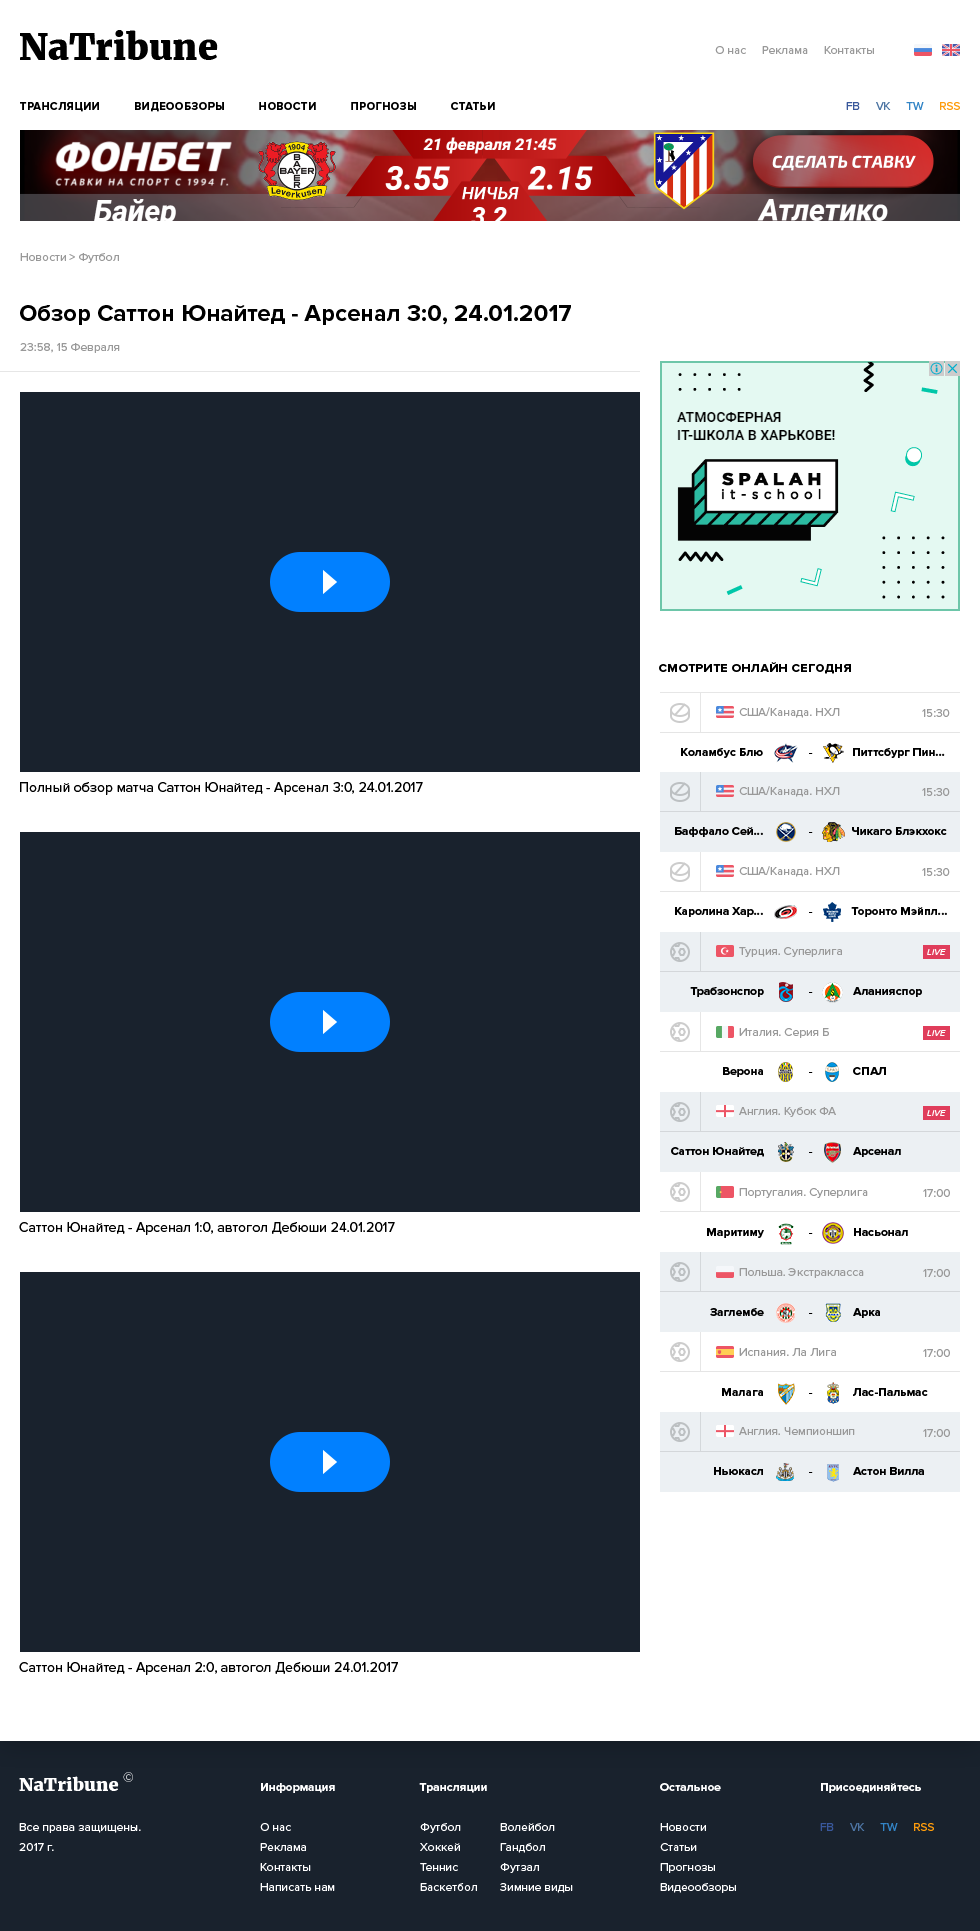 NaTribune
О нас Реклама Контакты
ТРАНСЛЯЦИИ ВИДЕООБЗОРЫ НОВОСТИ ПРОГНОЗЫ СТАТЬИ
FB VK TW RSS
ФОНБЕТ
СТАВКИ НА СПОРТ С 1994 Г.
Байер
1904
BAYER
BAYER
Leverkusen
21 февраля 21:45
3.55 2.15
НИЧЬЯ
3.2
СДЕЛАТЬ СТАВКУ
Атлетико
Новости > Футбол
Обзор Саттон Юнайтед - Арсенал 3:0, 24.01.2017
23:58, 15 Февраля
Полный обзор матча Саттон Юнайтед - Арсенал 3:0, 24.01.2017
Саттон Юнайтед - Арсенал 1:0, автогол Дебюши 24.01.2017
Саттон Юнайтед - Арсенал 2:0, автогол Дебюши 24.01.2017
АТМОСФЕРНАЯ
IT-ШКОЛА В ХАРЬКОВЕ!
SPALAH
it-school
СМОТРИТЕ ОНЛАЙН СЕГОДНЯ
США/Канада. НХЛ 15:30
Коламбус Блю - Питтсбург Пин...
США/Канада. НХЛ 15:30
Баффало Сей... - Чикаго Блэкхокс
США/Канада. НХЛ 15:30
Каролина Хар... - Торонто Мэйпл...
Турция. Суперлига LIVE
Трабзонспор - Аланияспор
Италия. Серия Б LIVE
Верона - СПАЛ
Англия. Кубок ФА LIVE
Саттон Юнайтед - Арсенал
Португалия. Суперлига 17:00
Маритиму - Насьонал
Польша. Экстракласса 17:00
Заглембе - Арка
Испания. Ла Лига 17:00
Малага - Лас-Пальмас
Англия. Чемпионшип 17:00
Ньюкасл - Астон Вилла
NaTribune ©
Все права защищены.
2017 г.
Информация
О нас
Реклама
Контакты
Написать нам
Трансляции
Футбол Волейбол
Хоккей Гандбол
Теннис Футзал
Баскетбол Зимние виды
Остальное
Новости
Статьи
Прогнозы
Видеообзоры
Присоединяйтесь
FB VK TW RSS